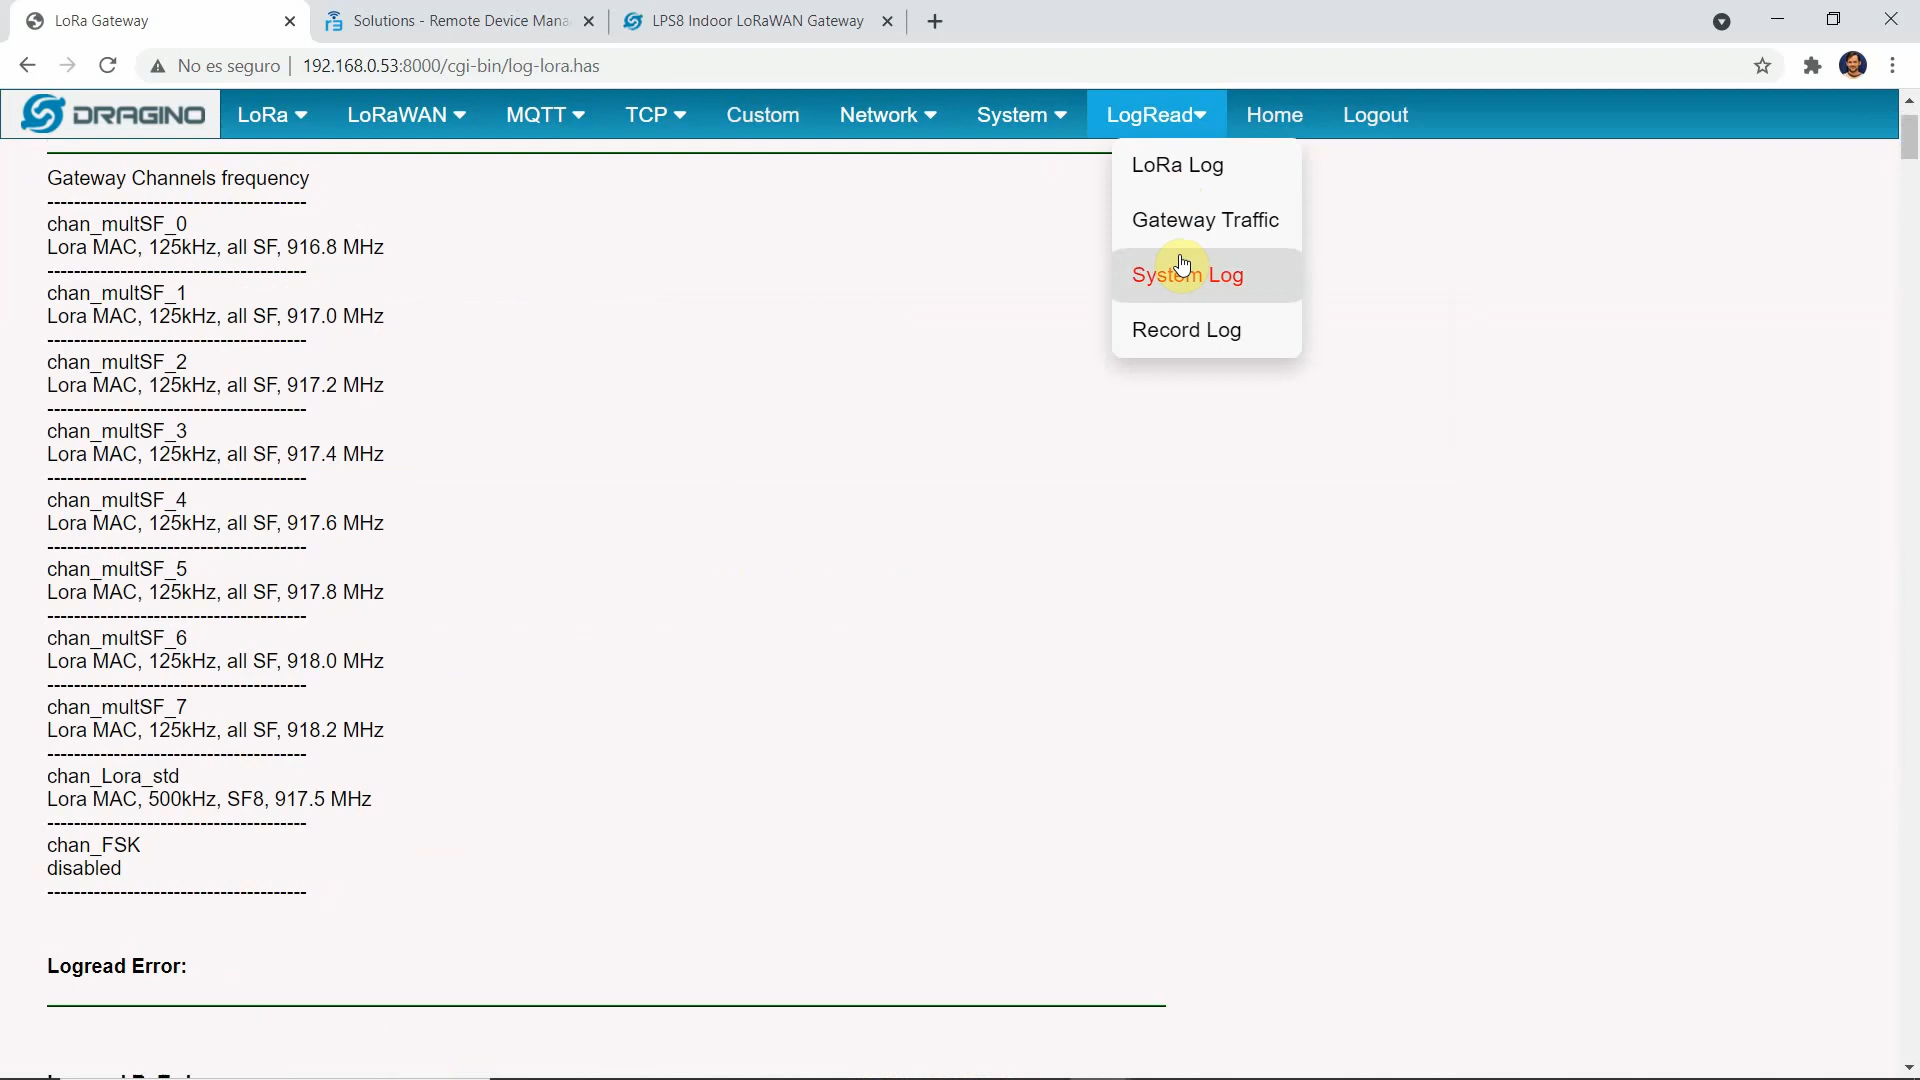 LoRa Gateway
Solutions - Remote Device Mana
LPS8 Indoor LoRaWAN Gateway
No es seguro
192.168.0.53:8000/cgi-bin/log-lora.has
DRAGINO
LoRa
LoRaWAN
MQTT
TCP
Custom
Network
System
LogRead
Home
Logout
LoRa Log
Gateway Traffic
System Log
Record Log
Gateway Channels frequency
---------------------------------------
chan_multSF_0
Lora MAC, 125kHz, all SF, 916.8 MHz
---------------------------------------
chan_multSF_1
Lora MAC, 125kHz, all SF, 917.0 MHz
---------------------------------------
chan_multSF_2
Lora MAC, 125kHz, all SF, 917.2 MHz
---------------------------------------
chan_multSF_3
Lora MAC, 125kHz, all SF, 917.4 MHz
---------------------------------------
chan_multSF_4
Lora MAC, 125kHz, all SF, 917.6 MHz
---------------------------------------
chan_multSF_5
Lora MAC, 125kHz, all SF, 917.8 MHz
---------------------------------------
chan_multSF_6
Lora MAC, 125kHz, all SF, 918.0 MHz
---------------------------------------
chan_multSF_7
Lora MAC, 125kHz, all SF, 918.2 MHz
---------------------------------------
chan_Lora_std
Lora MAC, 500kHz, SF8, 917.5 MHz
---------------------------------------
chan_FSK
disabled
---------------------------------------
Logread Error: